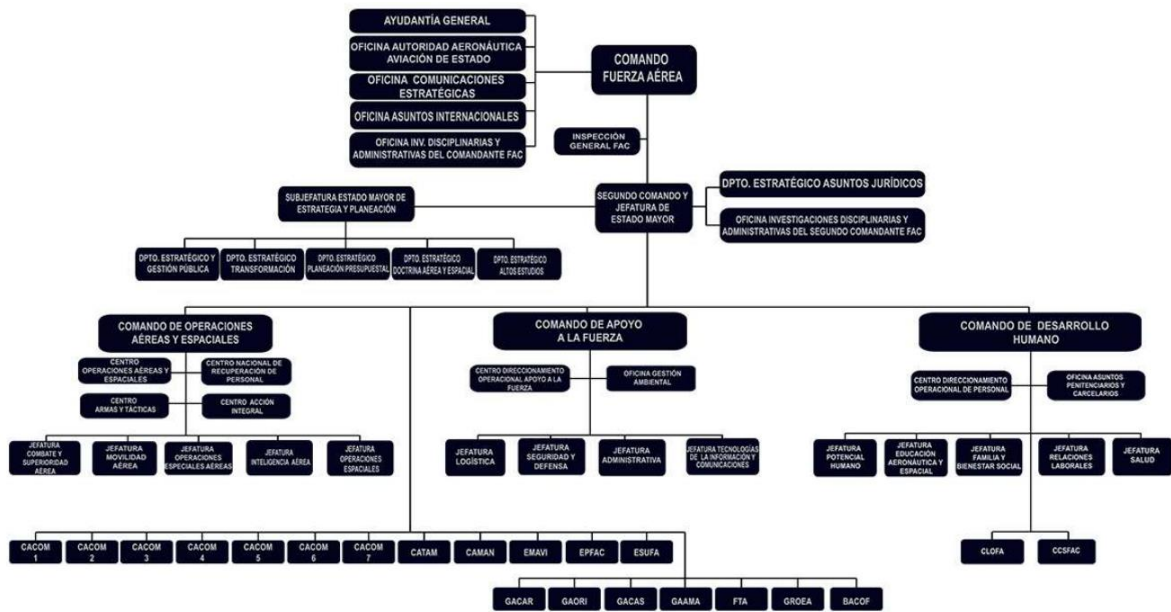 AYUDANTÍA GENERAL
OFICINA AUTORIDAD AERONÁUTICA
AVIACIÓN DE ESTADO
OFICINA COMUNICACIONES
ESTRATÉGICAS
OFICINA ASUNTOS INTERNACIONALES
OFICINA INV. DISCIPLINARIAS Y
ADMINISTRATIVAS DEL COMANDANTE FAC
COMANDO
FUERZA AÉREA
INSPECCIÓN
GENERAL FAC
SUBJEFATURA ESTADO MAYOR DE
ESTRATEGIA Y PLANEACIÓN
SEGUNDO COMANDO Y
JEFATURA DE
ESTADO MAYOR
DPTO. ESTRATÉGICO ASUNTOS JURÍDICOS
OFICINA INVESTIGACIONES DISCIPLINARIAS Y
ADMINISTRATIVAS DEL SEGUNDO COMANDANTE FAC
DPTO. ESTRATÉGICO Y
GESTIÓN PÚBLICA
DPTO. ESTRATÉGICO
TRANSFORMACIÓN
DPTO. ESTRATÉGICO
PLANEACIÓN PRESUPUESTAL
DPTO. ESTRATÉGICO
DOCTRINA AÉREA Y ESPACIAL
DPTO. ESTRATÉGICO
ALTOS ESTUDIOS
COMANDO DE OPERACIONES
AÉREAS Y ESPACIALES
CENTRO
OPERACIONES AÉREAS Y
ESPACIALES
CENTRO NACIONAL DE
RECUPERACIÓN DE
PERSONAL
CENTRO
ARMAS Y TÁCTICAS
CENTRO ACCIÓN
INTEGRAL
JEFATURA
COMBATE Y
SUPERIORIDAD
AÉREA
JEFATURA
MOVILIDAD
AÉREA
JEFATURA
OPERACIONES
ESPECIALES AÉREAS
JEFATURA
INTELIGENCIA AÉREA
JEFATURA
OPERACIONES
ESPACIALES
COMANDO DE APOYO
A LA FUERZA
CENTRO DIRECCIONAMIENTO
OPERACIONAL APOYO A LA
FUERZA
OFICINA GESTIÓN
AMBIENTAL
JEFATURA
LOGÍSTICA
JEFATURA
SEGURIDAD Y
DEFENSA
JEFATURA
ADMINISTRATIVA
JEFATURA TECNOLOGÍAS
DE LA INFORMACIÓN Y
COMUNICACIONES
COMANDO DE DESARROLLO
HUMANO
CENTRO DIRECCIONAMIENTO
OPERACIONAL DE PERSONAL
OFICINA ASUNTOS
PENITENCIARIOS Y
CARCELARIOS
JEFATURA
POTENCIAL
HUMANO
JEFATURA
EDUCACIÓN
AERONÁUTICA Y
ESPACIAL
JEFATURA
FAMILIA Y
BIENESTAR SOCIAL
JEFATURA
RELACIONES
LABORALES
JEFATURA
SALUD
CLOFA
CCSFAC
CACOM
1
CACOM
2
CACOM
3
CACOM
4
CACOM
5
CACOM
6
CACOM
7
CATAM
CAMAN
EMAVI
EPFAC
ESUFA
GACAR
GAORI
GACAS
GAAMA
FTA
GROEA
BACOF